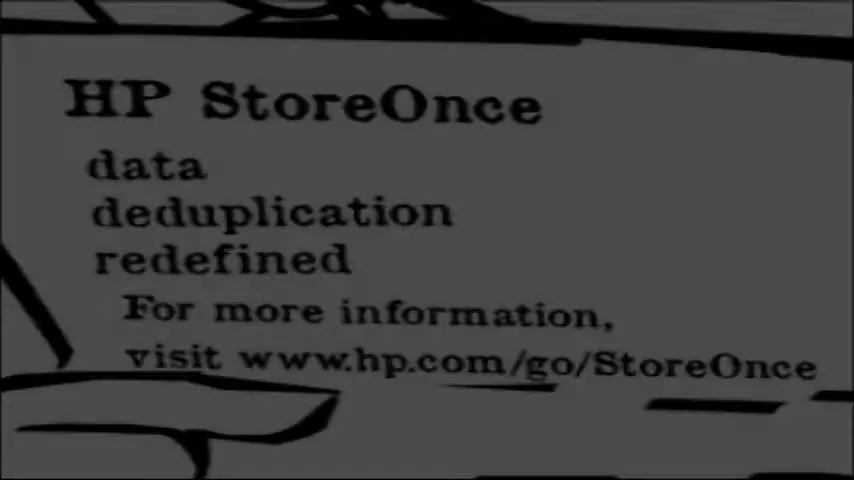 HP StoreOnce
data
deduplication
redefined
For more information,
visit www.hp.com/go/StoreOnce